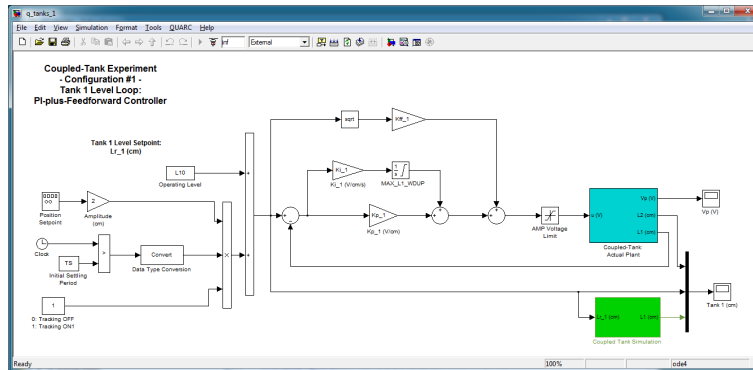 q_tanks_1
File Edit View Simulation Format Tools QUARC Help
inf External
Coupled-Tank Experiment
- Configuration #1 -
Tank 1 Level Loop:
PI-plus-Feedforward Controller
Tank 1 Level Setpoint:
Lr_1 (cm)
L10
Operating Level
Position
Setpoint
2
Amplitude
(cm)
Clock
TS
Initial Settling
Period
>
Convert
Data Type Conversion
1
0: Tracking OFF
1: Tracking ON1
×
+
+
sqrt
Kff_1
Ki_1
Ki_1 (V/cm/s)
1
s
MAX_L1_WDUP
Kp_1
Kp_1 (V/cm)
AMP Voltage
Limit
u (V)
Vp (V)
L2 (cm)
L1 (cm)
Coupled-Tank
Actual Plant
Vp (V)
Tank 1 (cm)
Lr_1 (cm)
L1 (cm)
Coupled Tank Simulation
Ready
100%
ode4